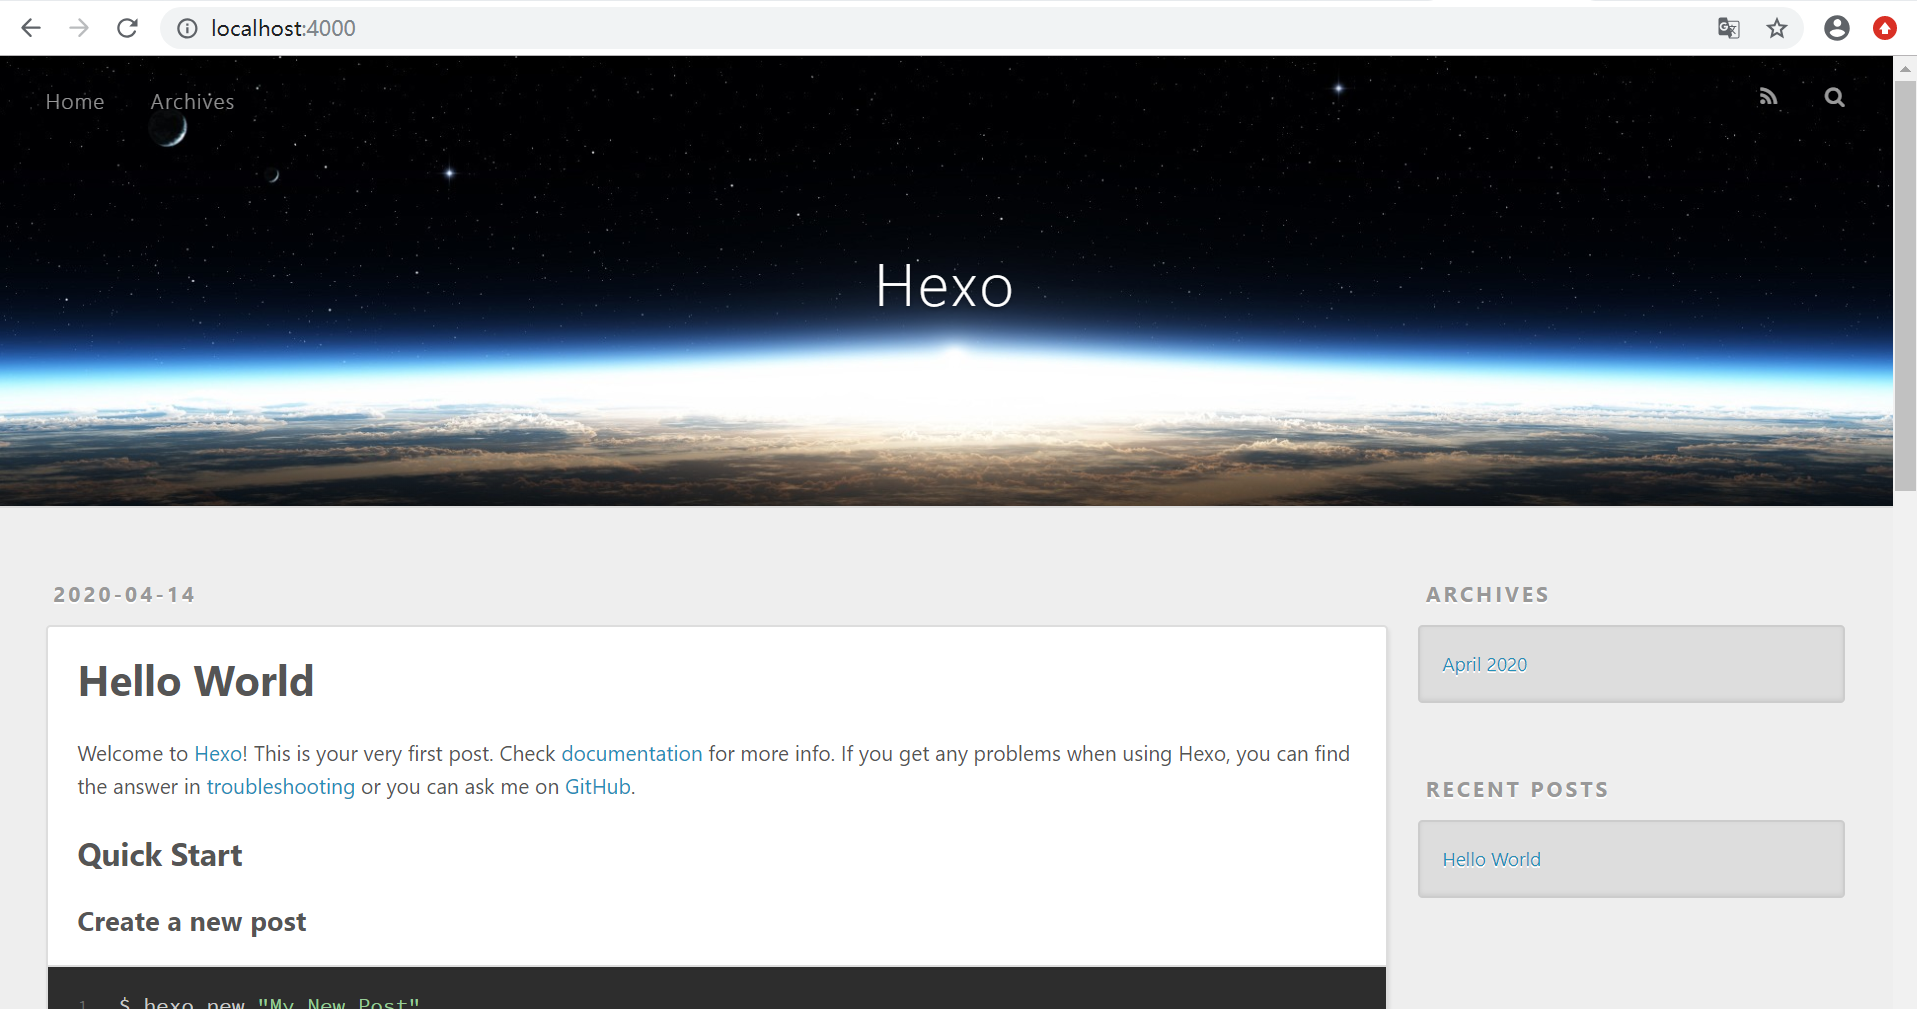 localhost:4000
Home Archives
Hexo
2020-04-14
Hello World
Welcome to Hexo! This is your very first post. Check documentation for more info. If you get any problems when using Hexo, you can find
the answer in troubleshooting or you can ask me on GitHub.
Quick Start
Create a new post
1 $ hexo new "My New Post"
ARCHIVES
April 2020
RECENT POSTS
Hello World